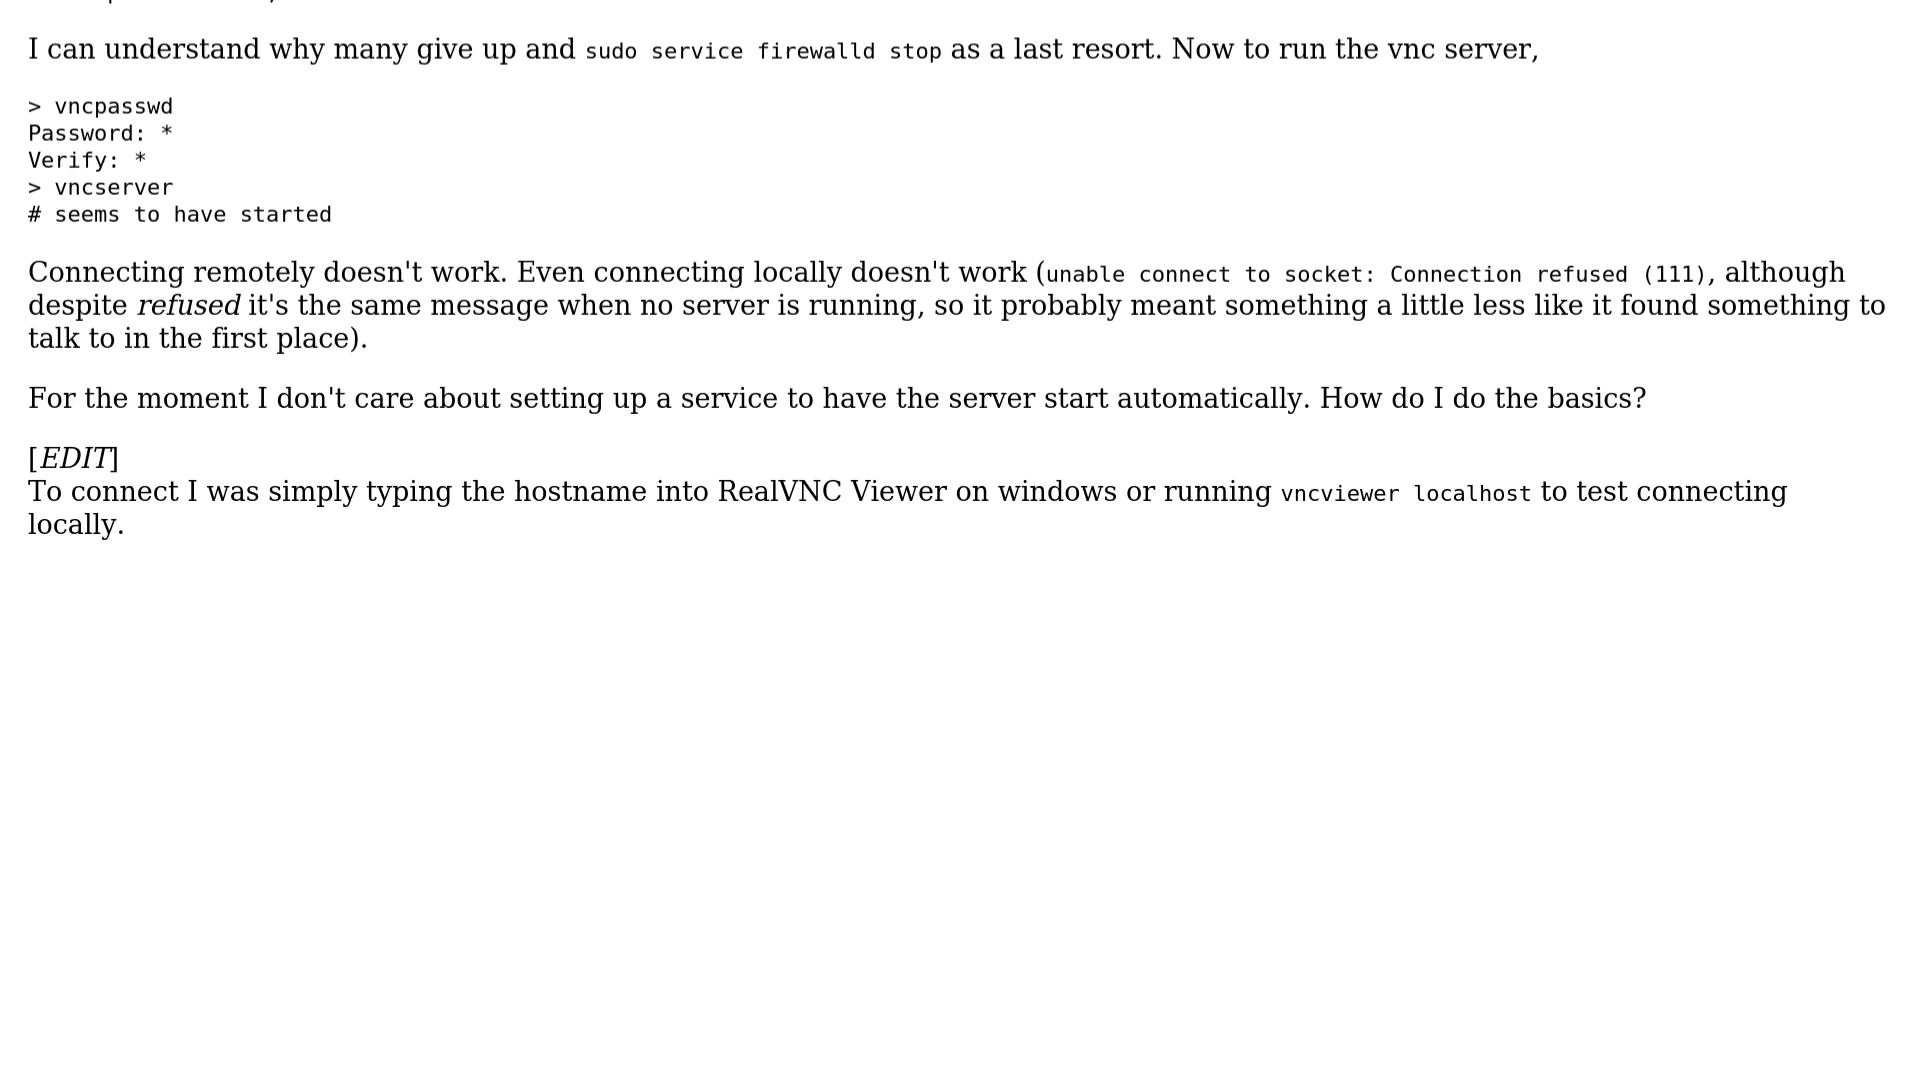 I can understand why many give up and sudo service firewalld stop as a last resort. Now to run the vnc server,
> vncpasswd
Password: *
Verify: *
> vncserver
# seems to have started
Connecting remotely doesn't work. Even connecting locally doesn't work (unable connect to socket: Connection refused (111), although
despite refused it's the same message when no server is running, so it probably meant something a little less like it found something to
talk to in the first place).
For the moment I don't care about setting up a service to have the server start automatically. How do I do the basics?
[EDIT]
To connect I was simply typing the hostname into RealVNC Viewer on windows or running vncviewer localhost to test connecting
locally.